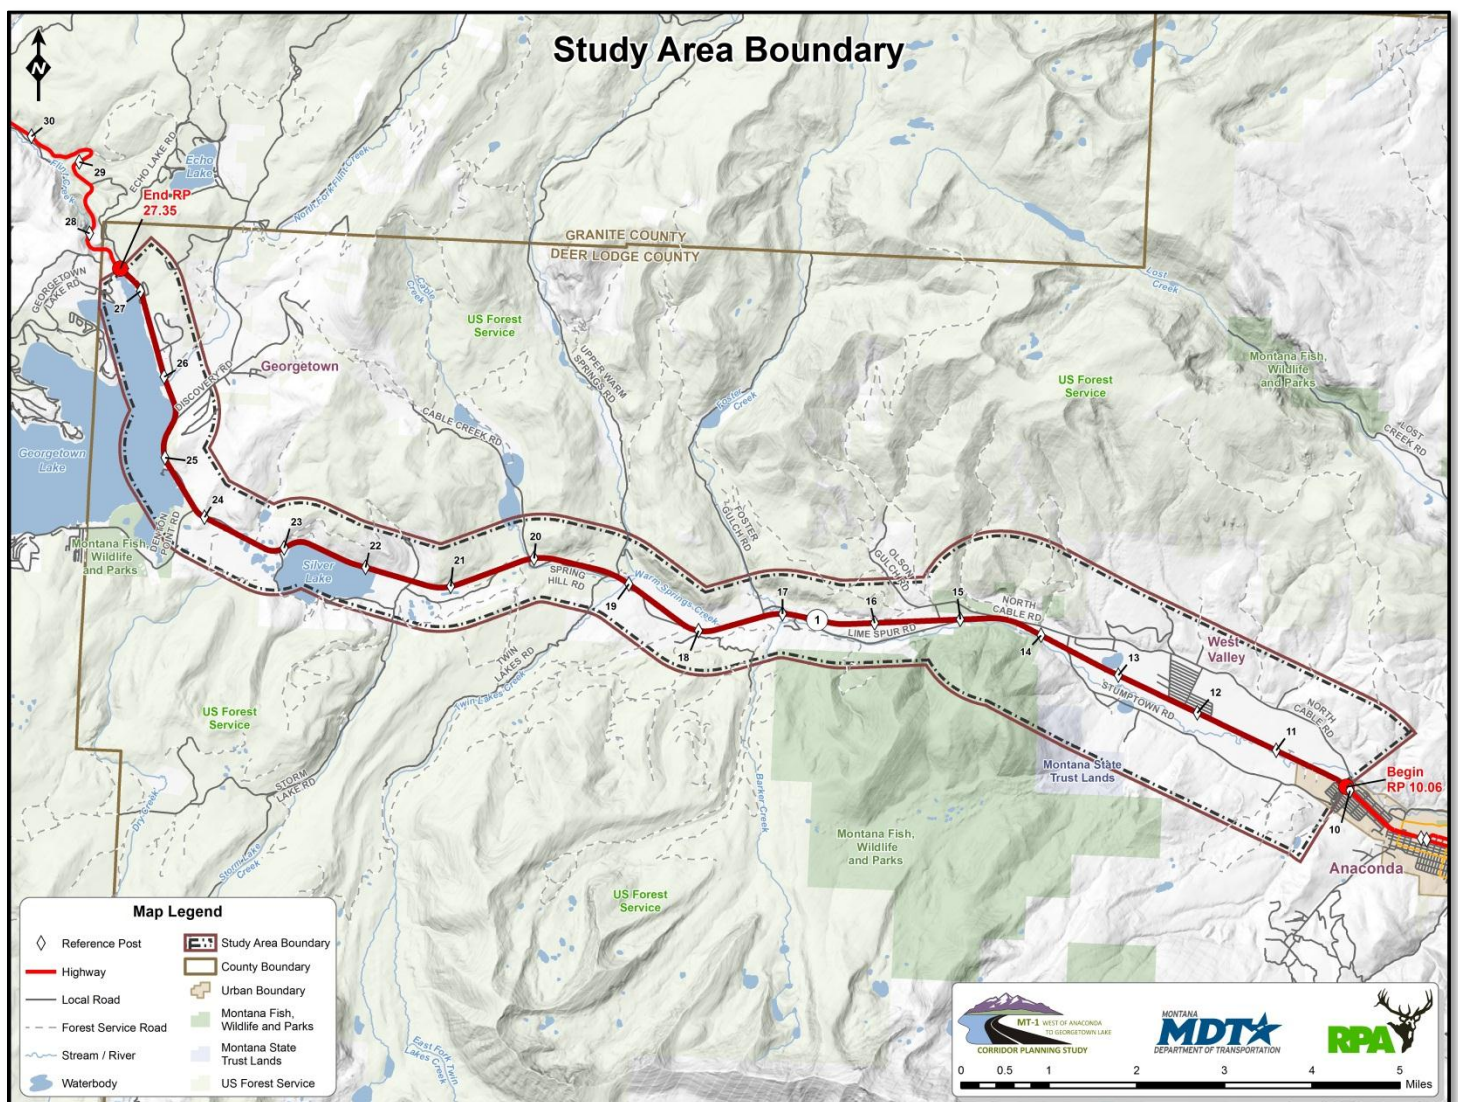 Study Area Boundary
N
30
29
28
Flint Creek
ECHO LAKE RD
Echo
Lake
End RP
27.35
North Fork Flint Creek
GRANITE COUNTY
DEER LODGE COUNTY
GEORGETOWN
LAKE RD
27
26
DISCOVERY RD
Georgetown
Cable
Creek
US Forest
Service
UPPER WARM
SPRINGS RD
CABLE CREEK RD
Foster
Creek
Lost
Creek
Montana Fish,
Wildlife
and Parks
US Forest
Service
LOST
CREEK RD
Georgetown
Lake
25
24
DENTON
POINT RD
Montana Fish,
Wildlife
and Parks
23
Silver
Lake
22
21
20
SPRING
HILL RD
19
Warm Springs Creek
FOSTER
GULCH RD
18
17
1
16
LIME SPUR RD
OLSON
GULCH RD
15
NORTH
CABLE RD
14
13
STUMPTOWN RD
West
Valley
12
NORTH
CABLE RD
11
Begin
RP 10.06
10
Anaconda
TWIN
LAKES RD
Twin Lakes Creek
US Forest
Service
STORM
LAKE RD
Dry Creek
Storm Lake
Creek
Barker Creek
Montana State
Trust Lands
Montana Fish,
Wildlife
and Parks
US Forest
Service
East Fork Twin
Lakes Creek
Map Legend
Reference Post
Highway
Local Road
Forest Service Road
Stream / River
Waterbody
Study Area Boundary
County Boundary
Urban Boundary
Montana Fish,
Wildlife and Parks
Montana State
Trust Lands
US Forest Service
MT-1 WEST OF ANACONDA
TO GEORGETOWN LAKE
CORRIDOR PLANNING STUDY
MONTANA
MDT
DEPARTMENT OF TRANSPORTATION
RPA
0 0.5 1 2 3 4 5
Miles